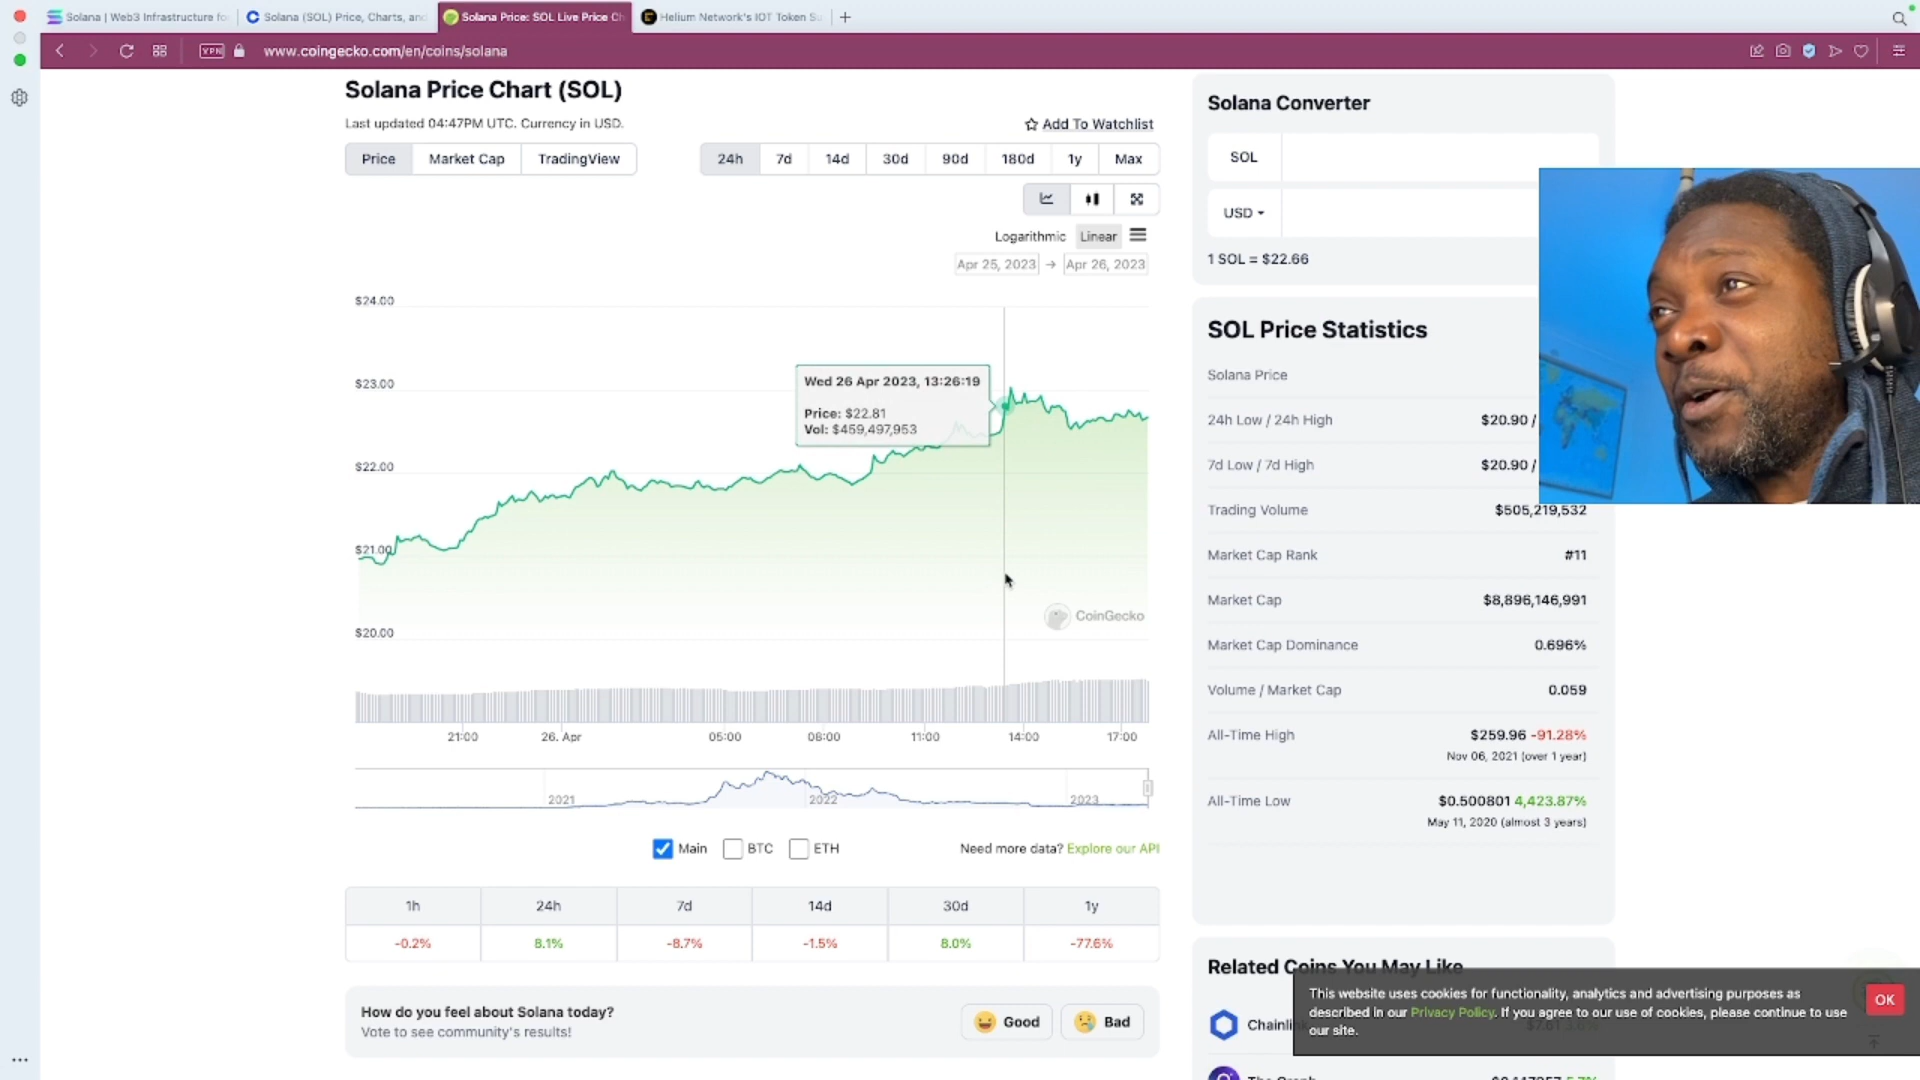 Solana | Web3 Infrastructure fo
Solana (SOL) Price, Charts, and
Solana Price: SOL Live Price Ch
Helium Network's IOT Token S
VPN
www.coingecko.com/en/coins/solana
Solana Price Chart (SOL)
Last updated 04:47PM UTC. Currency in USD.
Add To Watchlist
Price Market Cap TradingView
24h 7d 14d 30d 90d 180d 1y Max
Logarithmic Linear
Apr 25, 2023 → Apr 26, 2023
$24.00
$23.00
$22.00
$21.00
$20.00
Wed 26 Apr 2023, 13:26:19
Price: $22.81
Vol: $459,497,953
CoinGecko
21:00 26. Apr 05:00 08:00 11:00 14:00 17:00
2021 2022 2023
Main BTC ETH
Need more data? Explore our API
1h 24h 7d 14d 30d 1y
-0.2% 8.1% -8.7% -1.5% 8.0% -77.6%
How do you feel about Solana today?
Vote to see community's results!
Good Bad
Solana Converter
SOL
USD
1 SOL = $22.66
SOL Price Statistics
Solana Price
24h Low / 24h High $20.90 /
7d Low / 7d High $20.90 /
Trading Volume $505,219,532
Market Cap Rank #11
Market Cap $8,896,146,991
Market Cap Dominance 0.696%
Volume / Market Cap 0.059
All-Time High $259.96 -91.28%
Nov 06, 2021 (over 1 year)
All-Time Low $0.500801 4,423.87%
May 11, 2020 (almost 3 years)
Related Coins You May Like
Chainlin
This website uses cookies for functionality, analytics and advertising purposes as
described in our Privacy Policy. If you agree to our use of cookies, please continue to use
our site.
OK